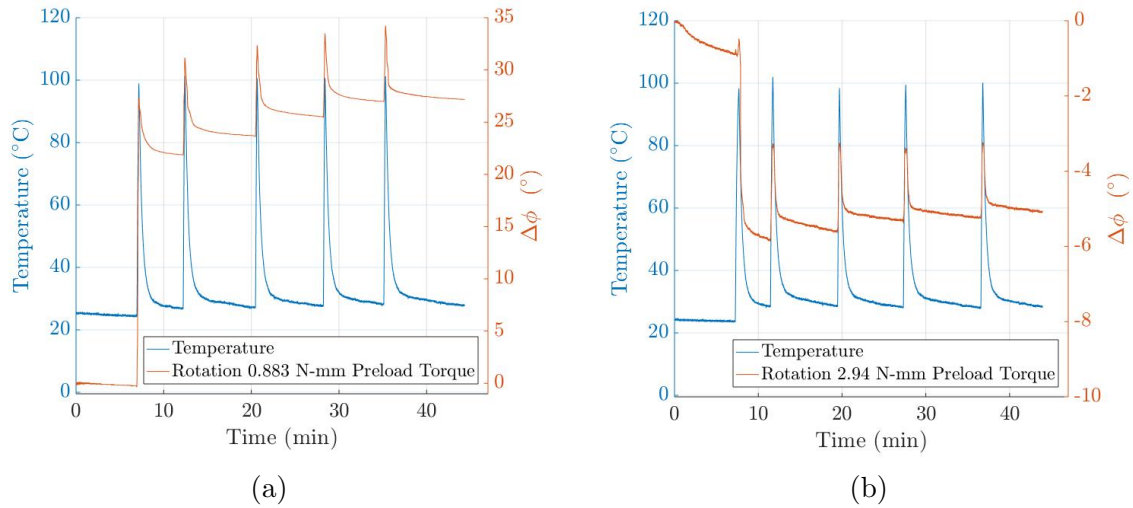 120
100
80
60
40
20
0
Temperature (°C)
35
30
25
20
15
10
5
0
Δϕ (°)
Temperature
Rotation 0.883 N-mm Preload Torque
0 10 20 30 40
Time (min)
(a)
120
100
80
60
40
20
0
Temperature (°C)
0
-2
-4
-6
-8
-10
Δϕ (°)
Temperature
Rotation 2.94 N-mm Preload Torque
0 10 20 30 40
Time (min)
(b)